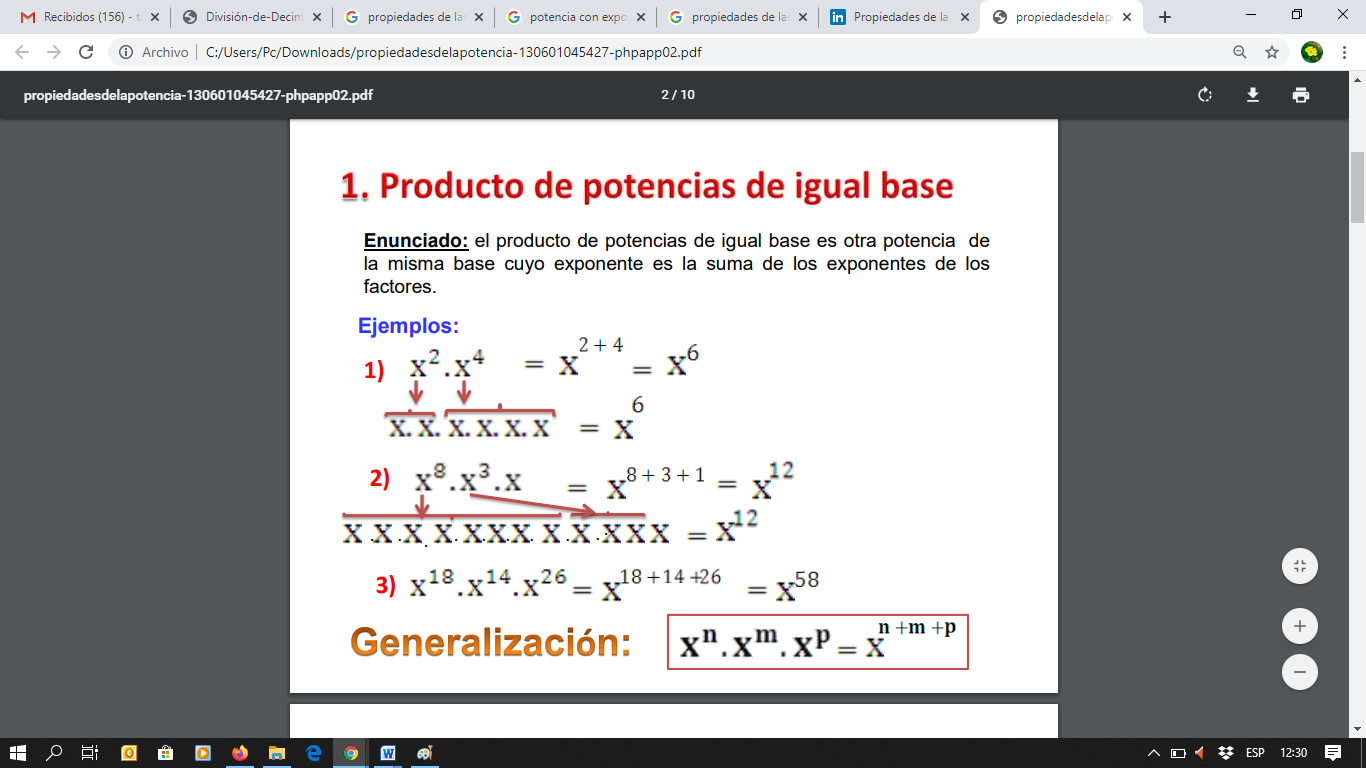 Recibidos (156) - ta
División-de-Decim
propiedades de las
potencia con expo
propiedades de las
Propiedades de la
propiedadesdelapo
Archivo C:/Users/Pc/Downloads/propiedadesdelapotencia-130601045427-phpapp02.pdf
propiedadesdelapotencia-130601045427-phpapp02.pdf 2 / 10
1. Producto de potencias de igual base
Enunciado: el producto de potencias de igual base es otra potencia de
la misma base cuyo exponente es la suma de los exponentes de los
factores.
Ejemplos:
1) x² . x⁴ = x²⁺⁴ = x⁶
x. x. x. x. x. x = x⁶
2) x⁸ . x³ . x = x⁸⁺³⁺¹ = x¹²
x . x . x . x . x . x . x . x . x . x . x x = x¹²
3) x¹⁸ . x¹⁴ . x²⁶ = x¹⁸⁺¹⁴⁺²⁶ = x⁵⁸
Generalización: xⁿ . xᵐ . xᵖ = xⁿ⁺ᵐ⁺ᵖ
ESP 12:30